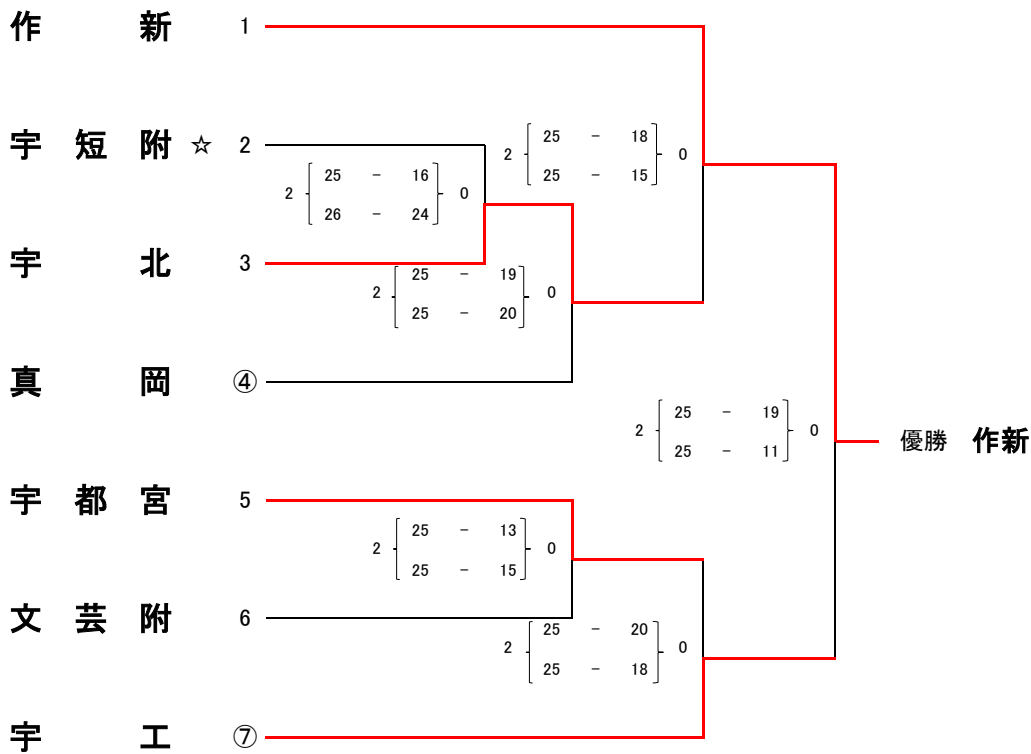 作新 1
宇短附 ☆ 2
2 25 - 18 0
25 - 15
2 25 - 16 0
26 - 24
宇北 3
2 25 - 19 0
25 - 20
真岡 ④
2 25 - 19 0
25 - 11
優勝 作新
宇都宮 5
2 25 - 13 0
25 - 15
文芸附 6
2 25 - 20 0
25 - 18
宇工 ⑦